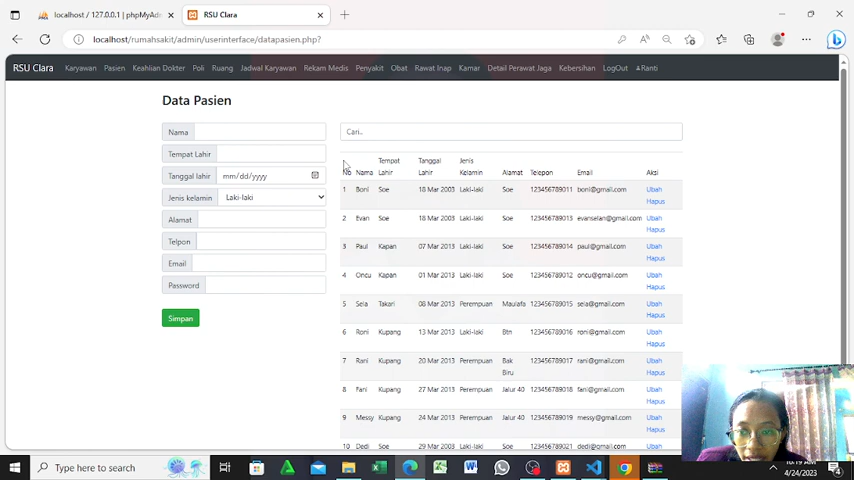 localhost / 127.0.0.1 | phpMyAd
RSU Clara
localhost/rumahsakit/admin/userinterface/datapasien.php?
RSU Clara Karyawan Pasien Keahlian Dokter Poli Ruang Jadwal Karyawan Rekam Medis Penyakit Obat Rawat Inap Kamar Detail Perawat Jaga Kebersihan LogOut Ranti
Data Pasien
Nama
Tempat Lahir
Tanggal lahir mm/dd/yyyy
Jenis kelamin Laki-laki
Alamat
Telpon
Email
Password
Simpan
Cari..
No Nama Tempat Lahir Tanggal Lahir Jenis Kelamin Alamat Telepon Email Aksi
1 Boni Soe 18 Mar 2003 Laki-laki Soe 123456789011 boni@gmail.com Ubah Hapus
2 Evan Soe 18 Mar 2003 Laki-laki Soe 123456789013 evanselan@gmail.com Ubah Hapus
3 Paul Kapan 07 Mar 2013 Laki-laki Soe 123456789014 paul@gmail.com Ubah Hapus
4 Oncu Kapan 01 Mar 2013 Laki-laki Soe 123456789012 oncu@gmail.com Ubah Hapus
5 Sela Takari 08 Mar 2013 Perempuan Maulafa 123456789015 sela@gmail.com Ubah Hapus
6 Roni Kupang 13 Mar 2013 Laki-laki Btn 123456789016 roni@gmail.com Ubah Hapus
7 Rani Kupang 20 Mar 2013 Perempuan Bak Biru 123456789017 rani@gmail.com Ubah Hapus
8 Fani Kupang 27 Mar 2013 Perempuan Jalur 40 123456789018 fani@gmail.com Ubah Hapus
9 Messy Kupang 24 Mar 2013 Perempuan Jalur 40 123456789019 messy@gmail.com Ubah Hapus
10 Dedi Soe 29 Mar 2003 Laki-laki Soe 123456789021 dedi@gmail.com Ubah
Type here to search
10:19 AM
4/24/2023